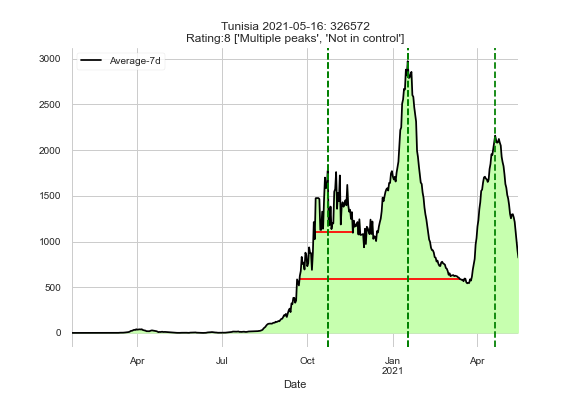 Tunisia 2021-05-16: 326572
Rating:8 ['Multiple peaks', 'Not in control']
Average-7d
3000
2500
2000
1500
1000
500
0
Apr Jul Oct Jan Apr
2021
Date